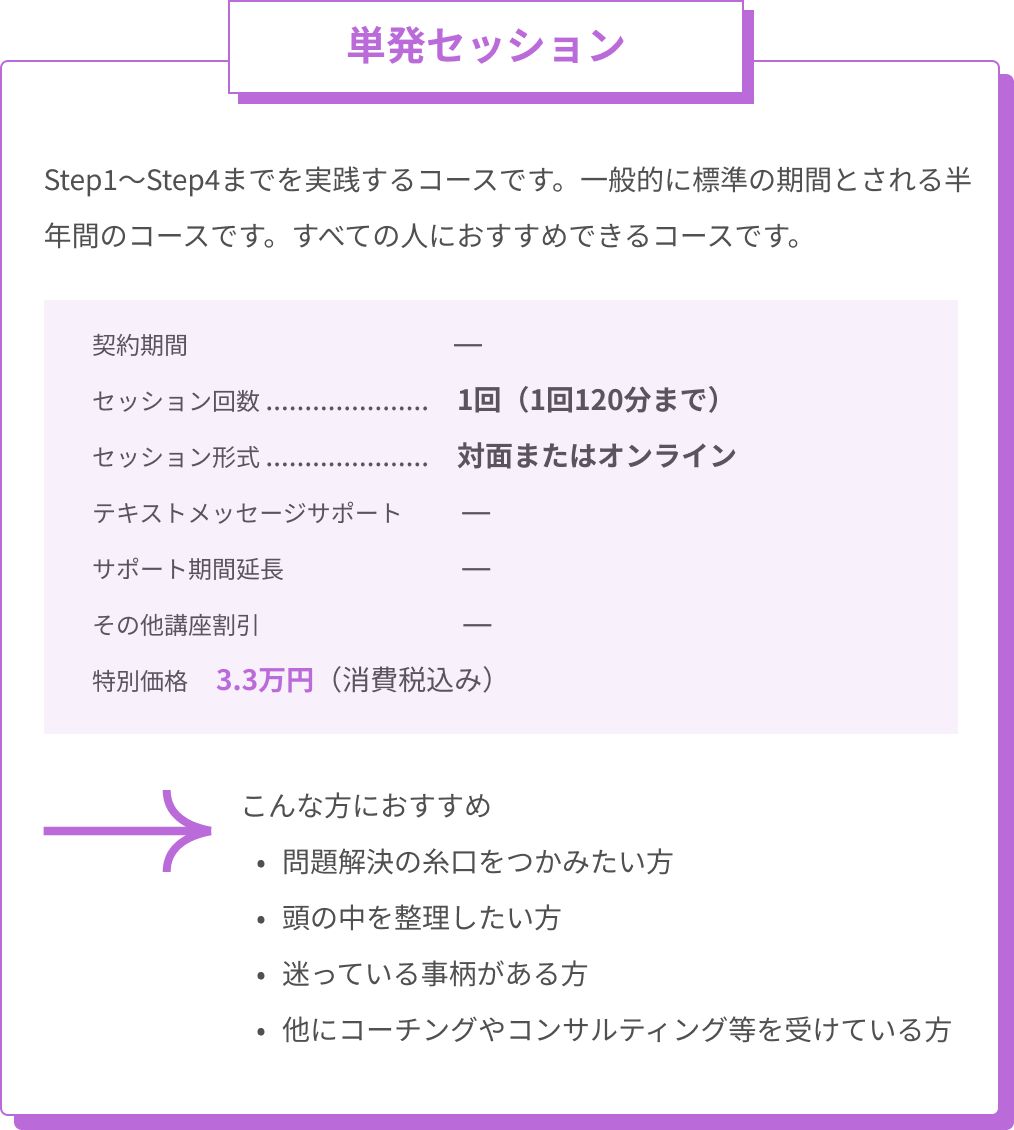 単発セッション
Step1〜Step4までを実践するコースです。一般的に標準の期間とされる半
年間のコースです。すべての人におすすめできるコースです。
契約期間 —
セッション回数 ..................... 1回（1回120分まで）
セッション形式 ..................... 対面またはオンライン
テキストメッセージサポート —
サポート期間延長 —
その他講座割引 —
特別価格 3.3万円（消費税込み）
こんな方におすすめ
• 問題解決の糸口をつかみたい方
• 頭の中を整理したい方
• 迷っている事柄がある方
• 他にコーチングやコンサルティング等を受けている方